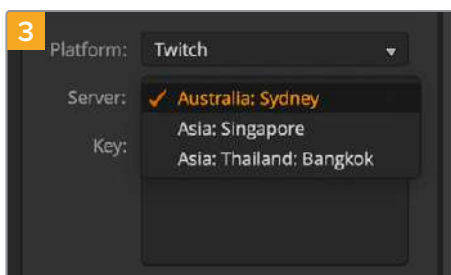 3
Platform: Twitch
Server: ✓ Australia: Sydney
Asia: Singapore
Key:
Asia: Thailand: Bangkok